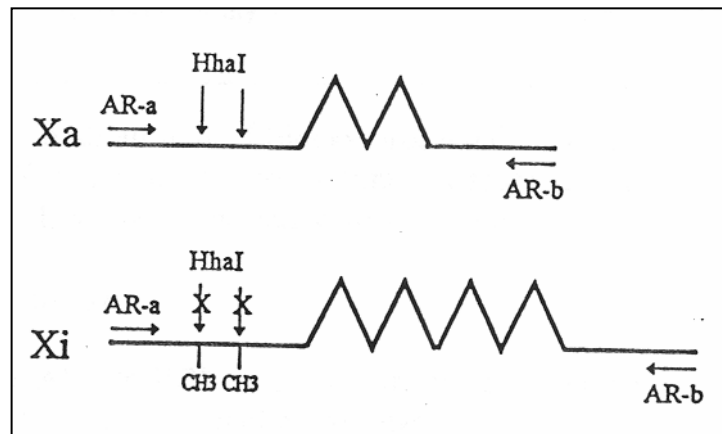 HhaI
AR-a
Xa
AR-b
HhaI
AR-a
X X
Xi
CH3 CH3
AR-b